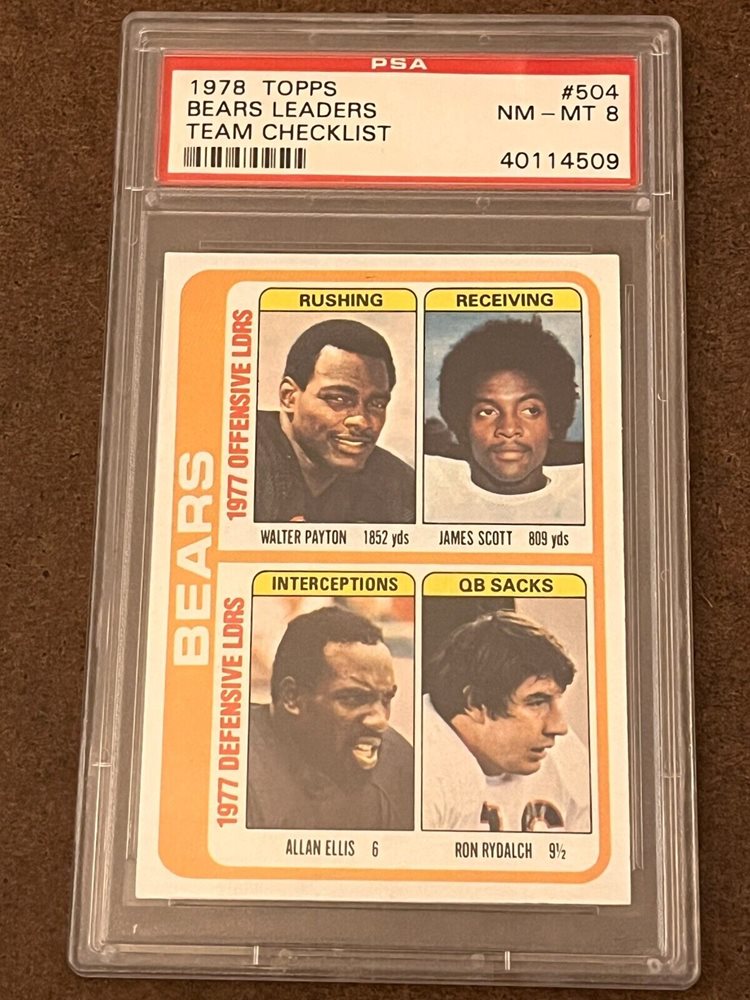 PSA
1978 TOPPS #504
BEARS LEADERS NM - MT 8
TEAM CHECKLIST
40114509
BEARS
1977 OFFENSIVE LDRS
RUSHING RECEIVING
WALTER PAYTON 1852 yds JAMES SCOTT 809 yds
1977 DEFENSIVE LDRS
INTERCEPTIONS QB SACKS
ALLAN ELLIS 6 RON RYDALCH 9½